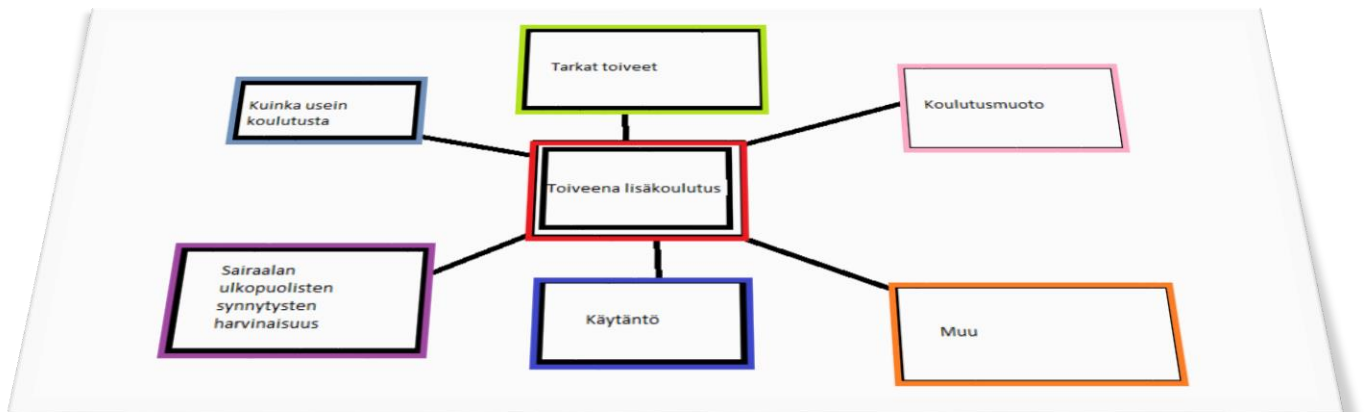 Tarkat toiveet
Kuinka usein
koulutusta
Koulutusmuoto
Toiveena lisäkoulutus
Sairaalan
ulkopuolisten
synnytysten
harvinaisuus
Käytäntö
Muu